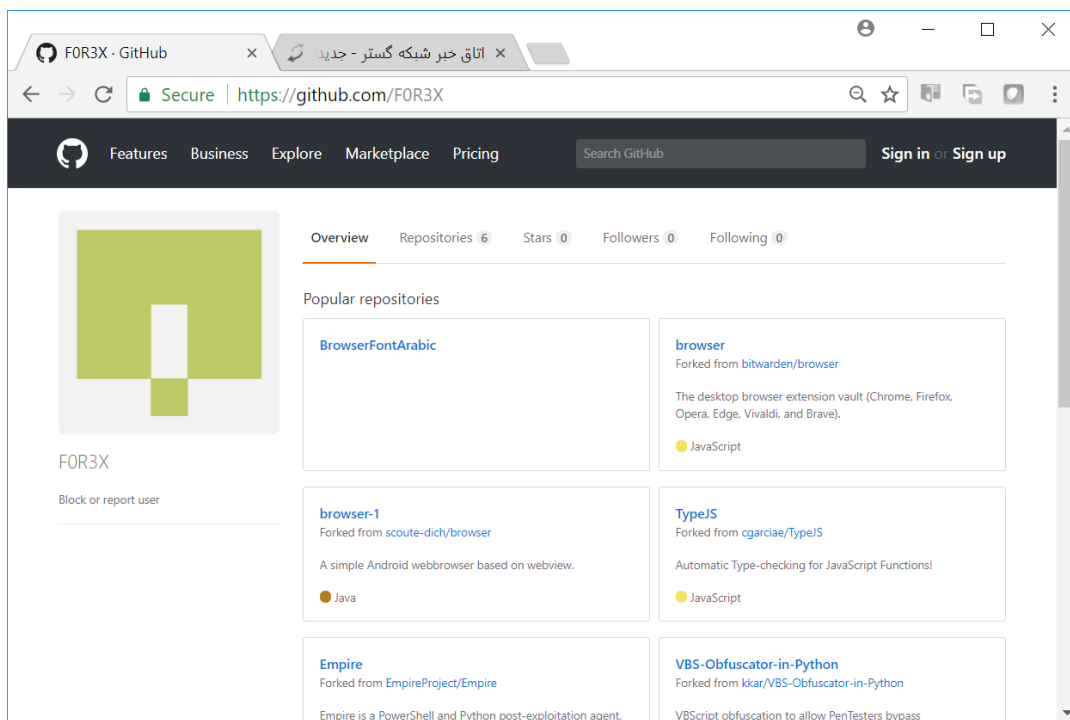 F0R3X · GitHub
اتاق خبر شبکه گستر - جدید
Secure
https://github.com/F0R3X
Features Business Explore Marketplace Pricing
Search GitHub
Sign in or Sign up
Overview Repositories 6 Stars 0 Followers 0 Following 0
Popular repositories
BrowserFontArabic
browser
Forked from bitwarden/browser
The desktop browser extension vault (Chrome, Firefox,
Opera, Edge, Vivaldi, and Brave).
JavaScript
F0R3X
Block or report user
browser-1
Forked from scoute-dich/browser
A simple Android webbrowser based on webview.
Java
TypeJS
Forked from cgarciae/TypeJS
Automatic Type-checking for JavaScript Functions!
JavaScript
Empire
Forked from EmpireProject/Empire
Empire is a PowerShell and Python post-exploitation agent.
VBS-Obfuscator-in-Python
Forked from kkar/VBS-Obfuscator-in-Python
VBScript obfuscation to allow PenTesters bypass